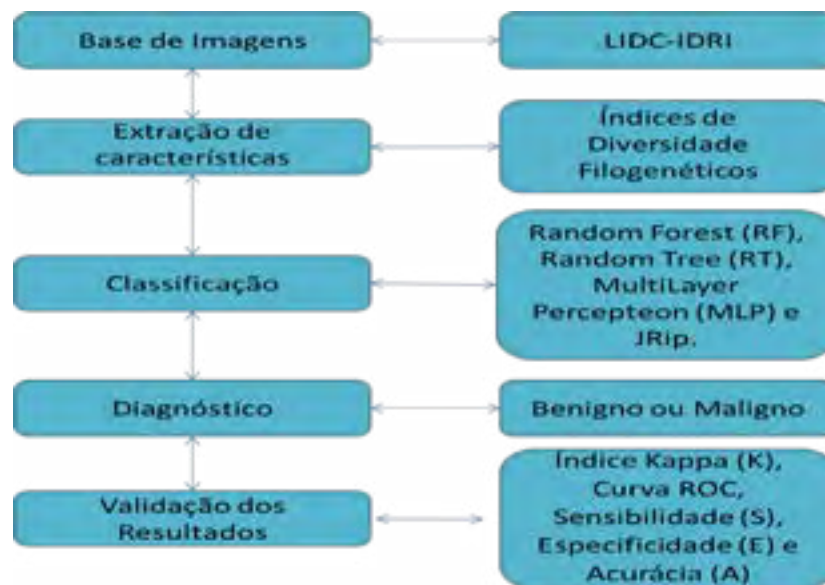 Base de Imagens
LIDC-IDRI
Extração de
características
Índices de
Diversidade
Filogenéticos
Classificação
Random Forest (RF),
Random Tree (RT),
MultiLayer
Percepteon (MLP) e
JRip.
Diagnóstico
Benigno ou Maligno
Validação dos
Resultados
Índice Kappa (K),
Curva ROC,
Sensibilidade (S),
Especificidade (E) e
Acurácia (A)